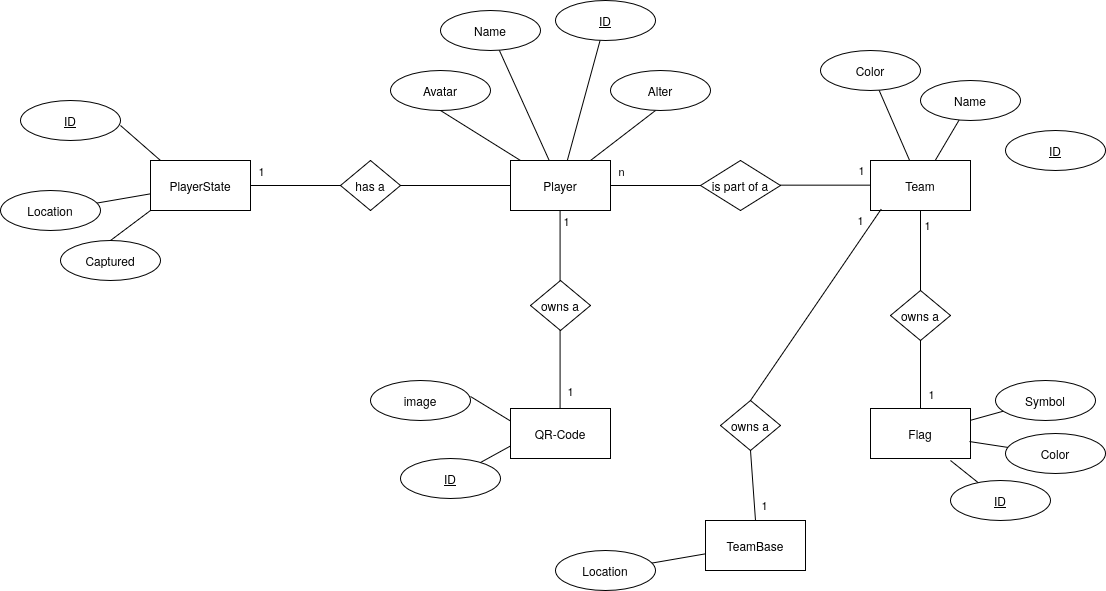 ID
Name
Color
Avatar
Alter
Name
ID
ID
1
n
1
PlayerState
has a
Player
is part of a
Team
Location
1
1
1
Captured
owns a
owns a
1
1
image
Symbol
owns a
QR-Code
Flag
Color
ID
ID
1
TeamBase
Location